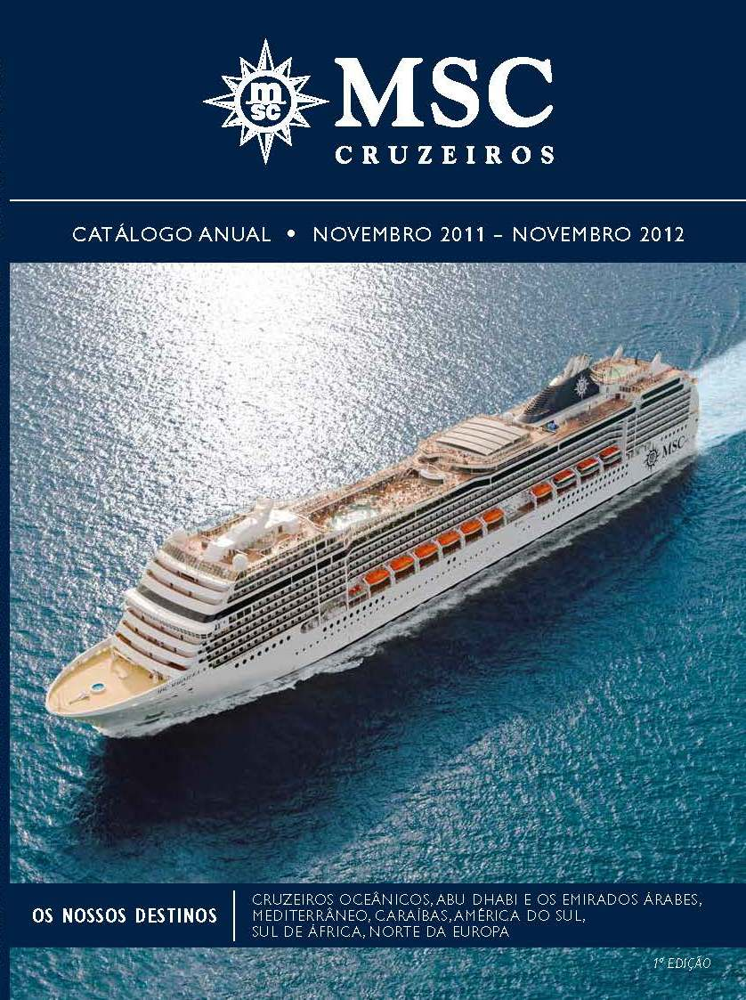 m
SC
MSC
CRUZEIROS
CATÁLOGO ANUAL • NOVEMBRO 2011 – NOVEMBRO 2012
MSC
OS NOSSOS DESTINOS
CRUZEIROS OCEÂNICOS, ABU DHABI E OS EMIRADOS ÁRABES,
MEDITERRÂNEO, CARAÍBAS, AMÉRICA DO SUL,
SUL DE ÁFRICA, NORTE DA EUROPA
1ª EDIÇÃO